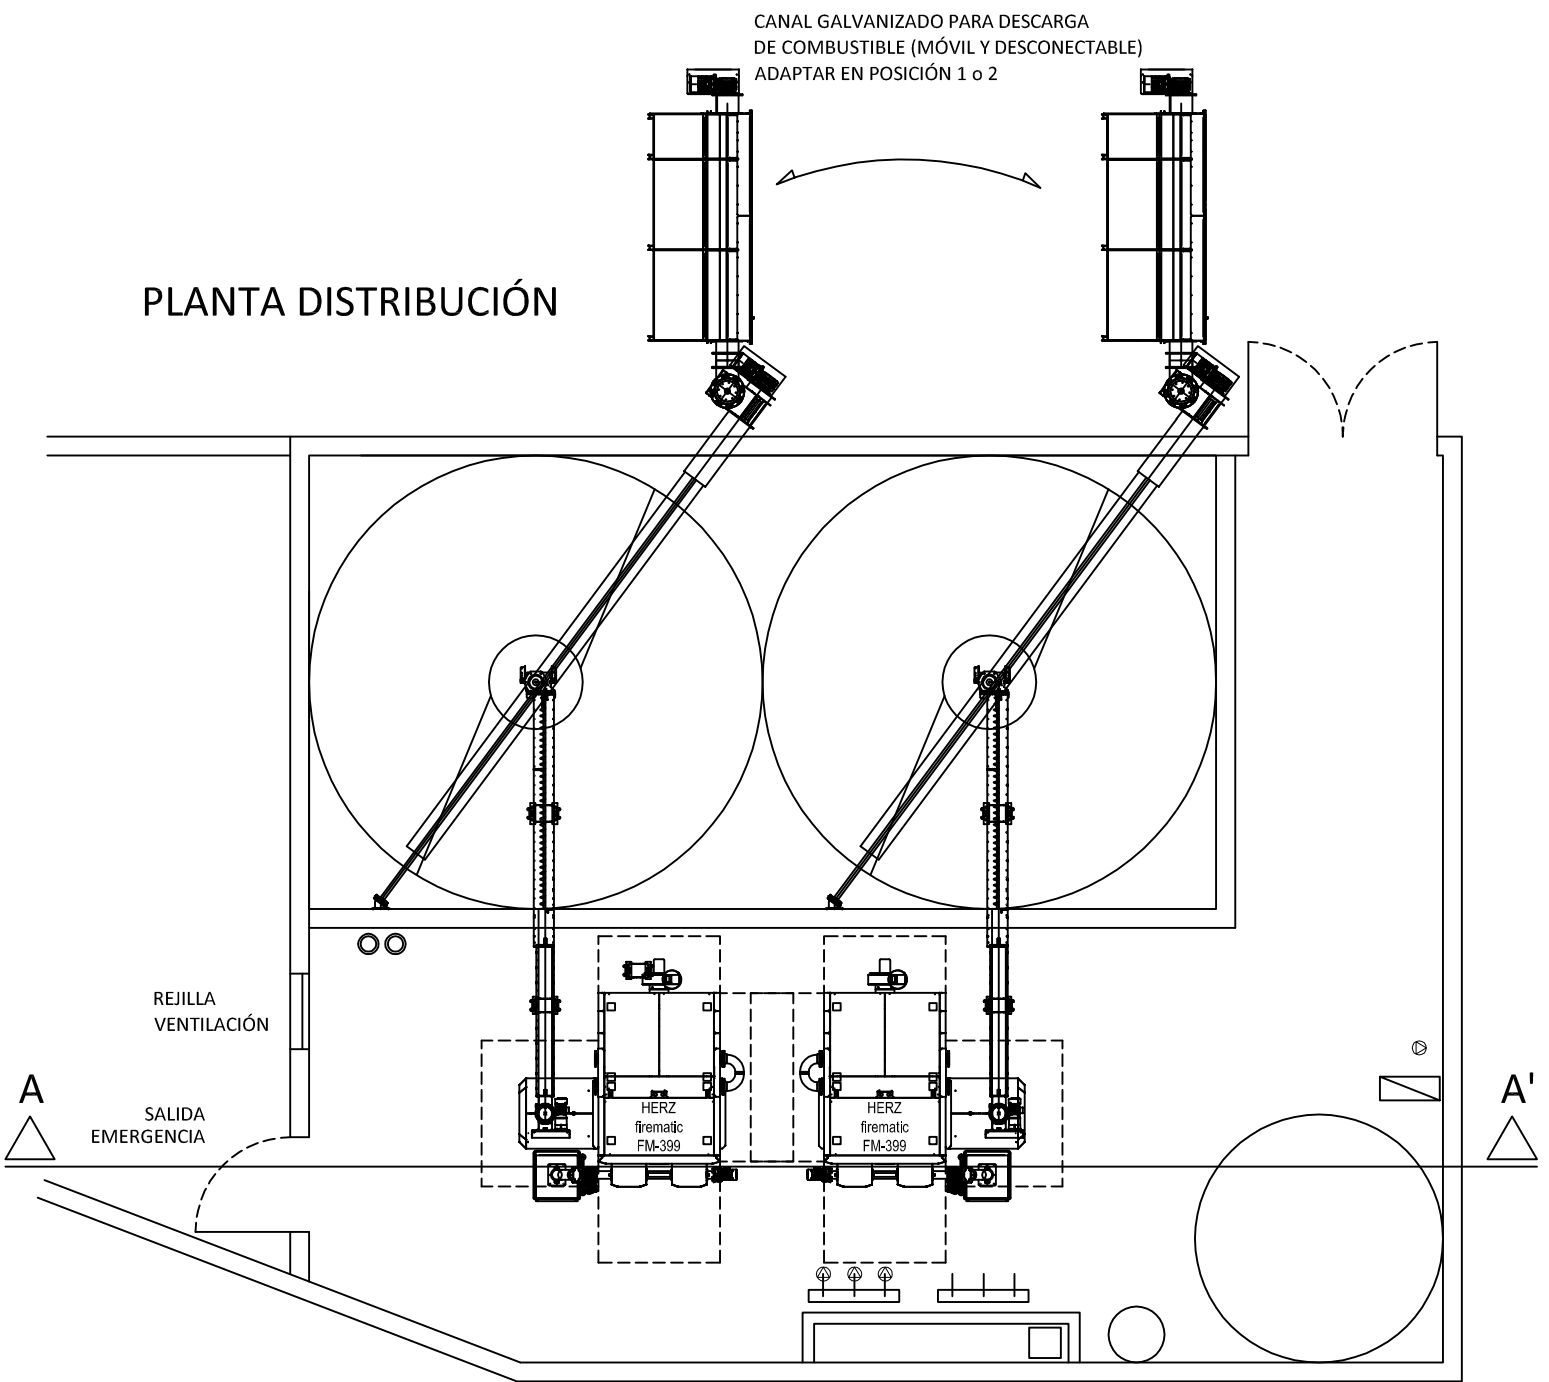 CANAL GALVANIZADO PARA DESCARGA
DE COMBUSTIBLE (MÓVIL Y DESCONECTABLE)
ADAPTAR EN POSICIÓN 1 o 2
PLANTA DISTRIBUCIÓN
REJILLA
VENTILACIÓN
A
SALIDA
EMERGENCIA
HERZ
firematic
FM-399
HERZ
firematic
FM-399
A'